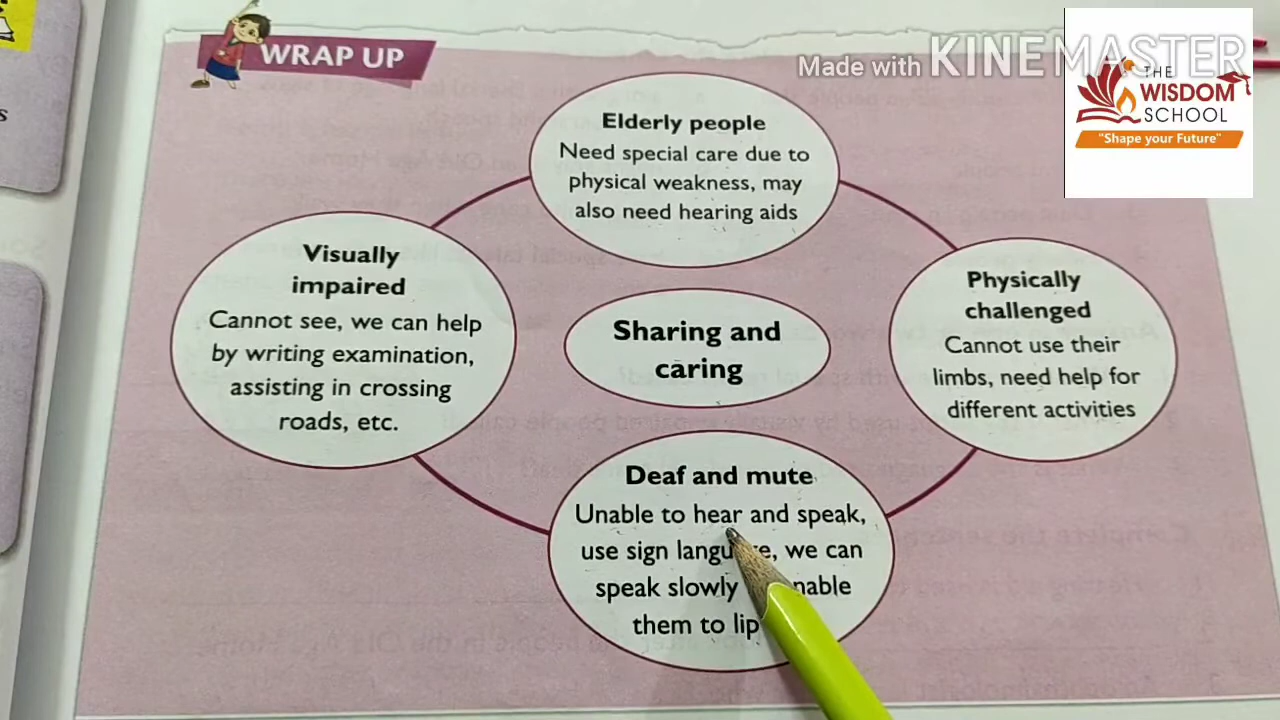 WRAP UP
Made with KINEMASTER
THE
WISDOM
SCHOOL
"Shape your Future"
Elderly people
Need special care due to
physical weakness, may
also need hearing aids
Visually
impaired
Cannot see, we can help
by writing examination,
assisting in crossing
roads, etc.
Sharing and
caring
Physically
challenged
Cannot use their
limbs, need help for
different activities
Deaf and mute
Unable to hear and speak,
use sign language, we can
speak slowly
them to lip